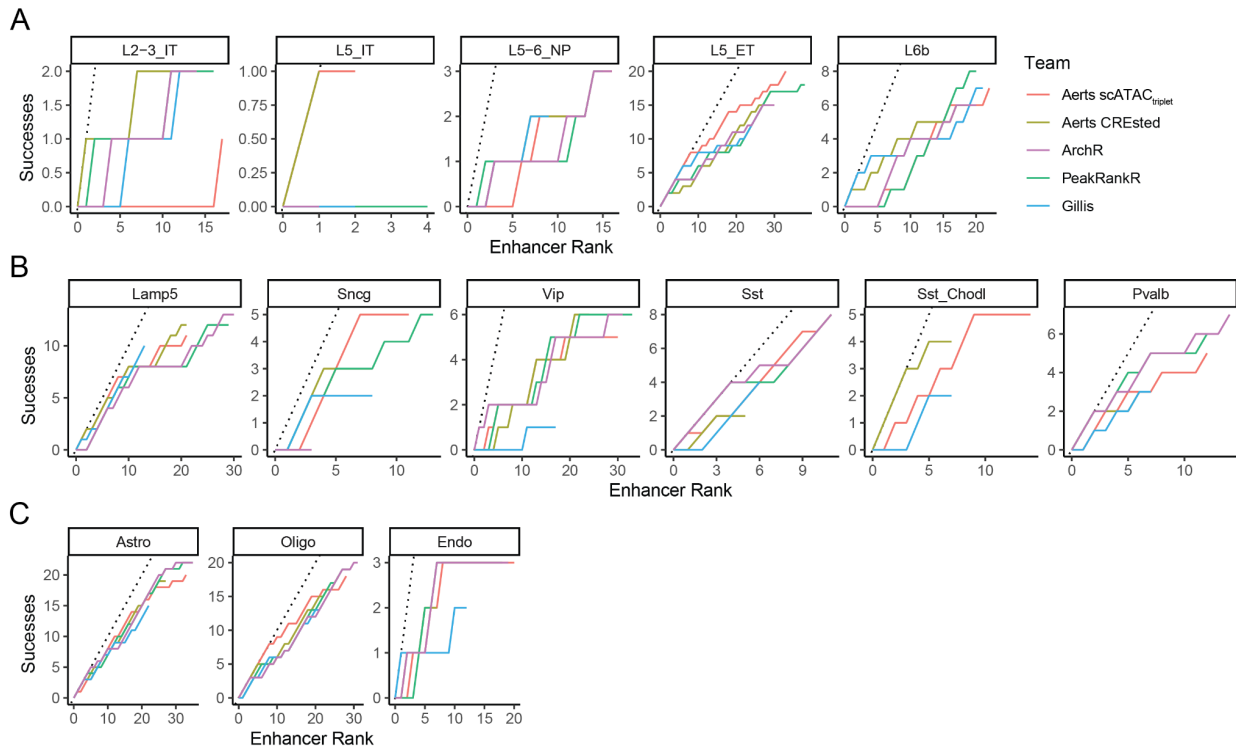 A
L2-3_IT
L5_IT
L5-6_NP
L5_ET
L6b
Team
Aerts scATAC_triplet
Aerts CREsted
ArchR
PeakRankR
Gillis
Successes
2.0
1.5
1.0
0.5
0.0
0 5 10 15
1.00
0.75
0.50
0.25
0.00
0 1 2 3 4
3
2
1
0
0 5 10 15
20
15
10
5
0
0 10 20 30
8
6
4
2
0
0 5 10 15 20
Enhancer Rank
B
Lamp5
Sncg
Vip
Sst
Sst_Chodl
Pvalb
Sucesses
10
5
0
0 10 20 30
5
4
3
2
1
0
0 5 10
6
4
2
0
0 10 20 30
8
6
4
2
0
0 3 6 9
5
4
3
2
1
0
0 5 10
6
4
2
0
0 5 10
Enhancer Rank
C
Astro
Oligo
Endo
Sucesses
20
15
10
5
0
0 10 20 30
20
15
10
5
0
0 10 20 30
3
2
1
0
0 5 10 15 20
Enhancer Rank